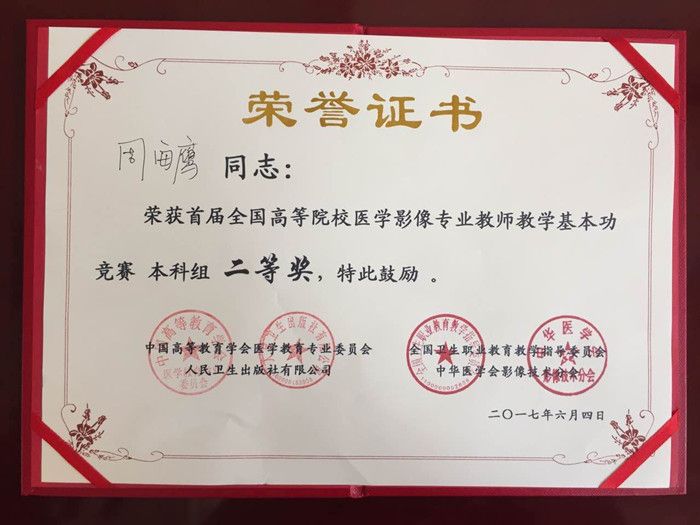 荣誉证书
周海鹰 同志：
荣获首届全国高等院校医学影像专业教师教学基本功
竞赛 本科组 二等奖，特此鼓励 。
中国高等教育学会医学教育专业委员会
人民卫生出版社有限公司
全国卫生职业教育教学指导委员会
中华医学会影像技术分会
二〇一七年六月四日